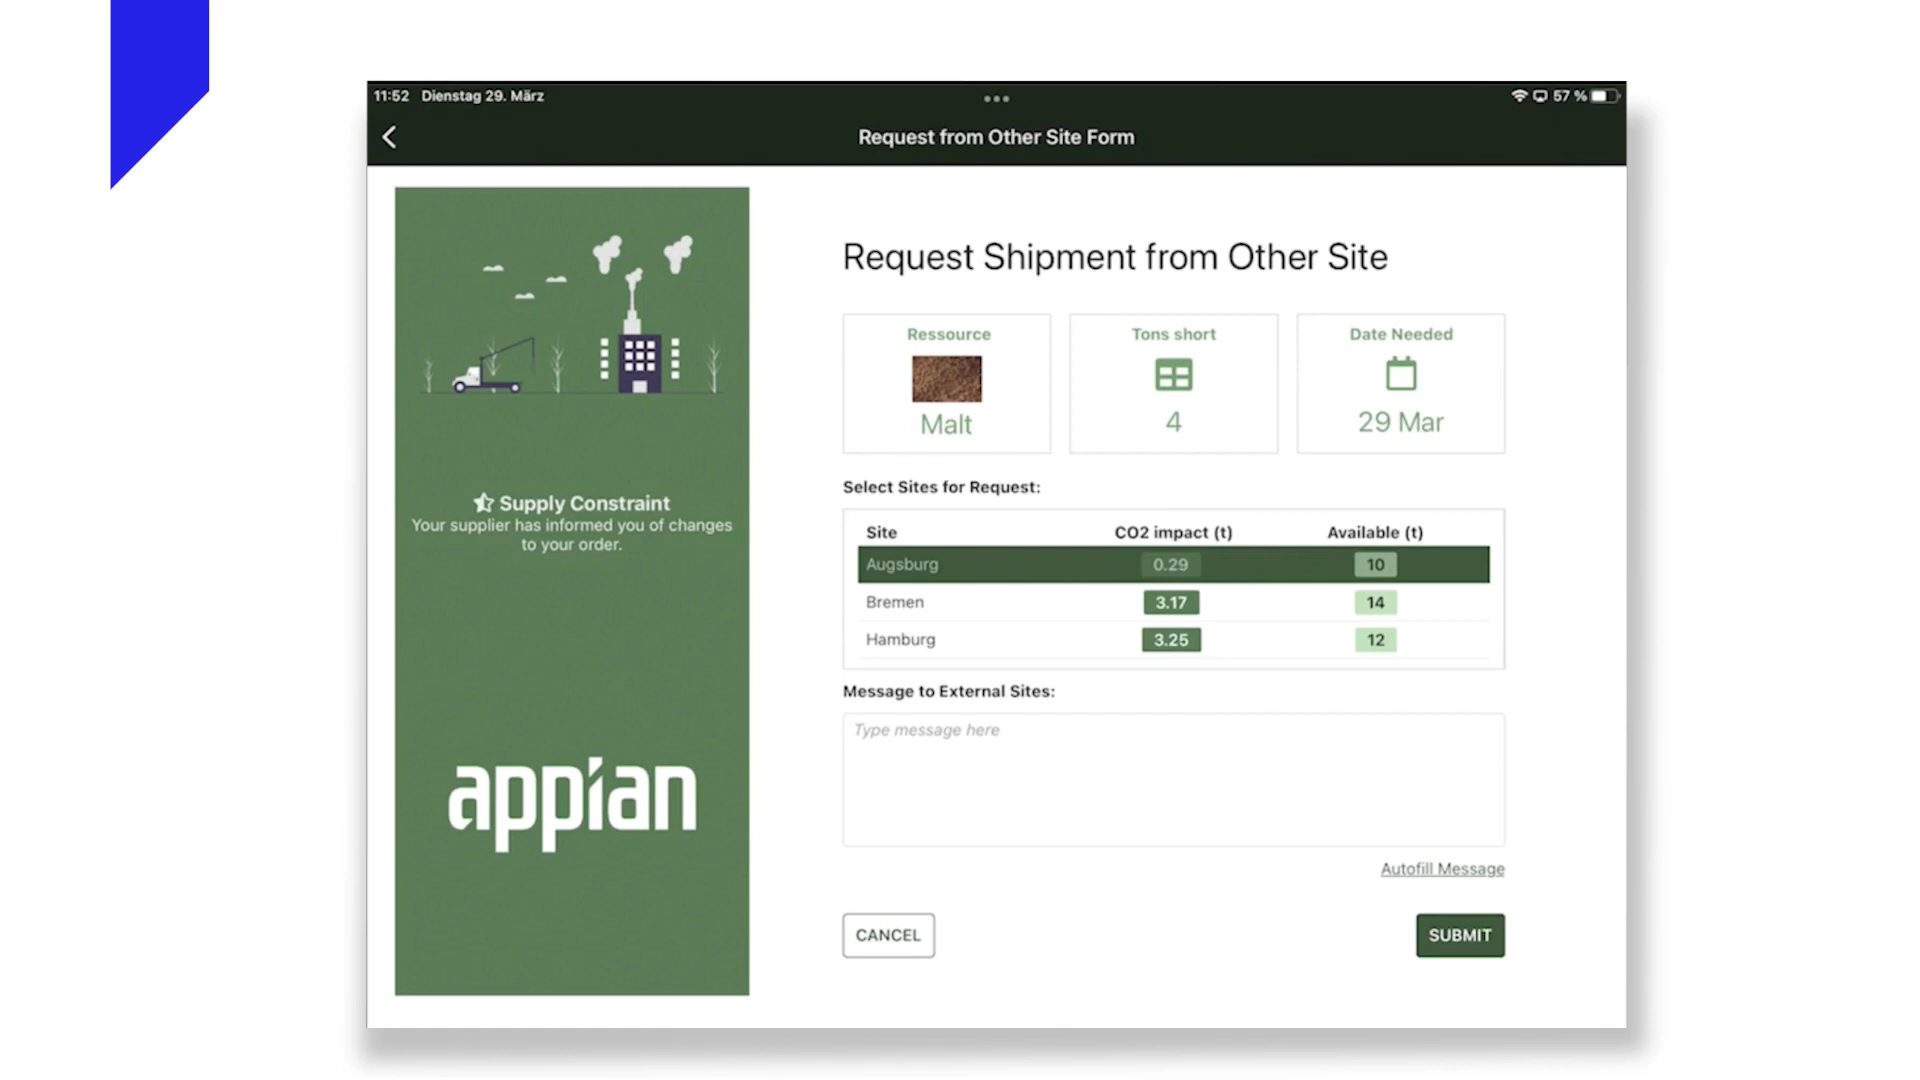 11:52 Dienstag 29. März
57 %
Request from Other Site Form
Supply Constraint
Your supplier has informed you of changes
to your order.
appian
Request Shipment from Other Site
Ressource
Malt
Tons short
4
Date Needed
29 Mar
Select Sites for Request:
Site CO2 impact (t) Available (t)
Augsburg 0.29 10
Bremen 3.17 14
Hamburg 3.25 12
Message to External Sites:
Type message here
Autofill Message
CANCEL
SUBMIT